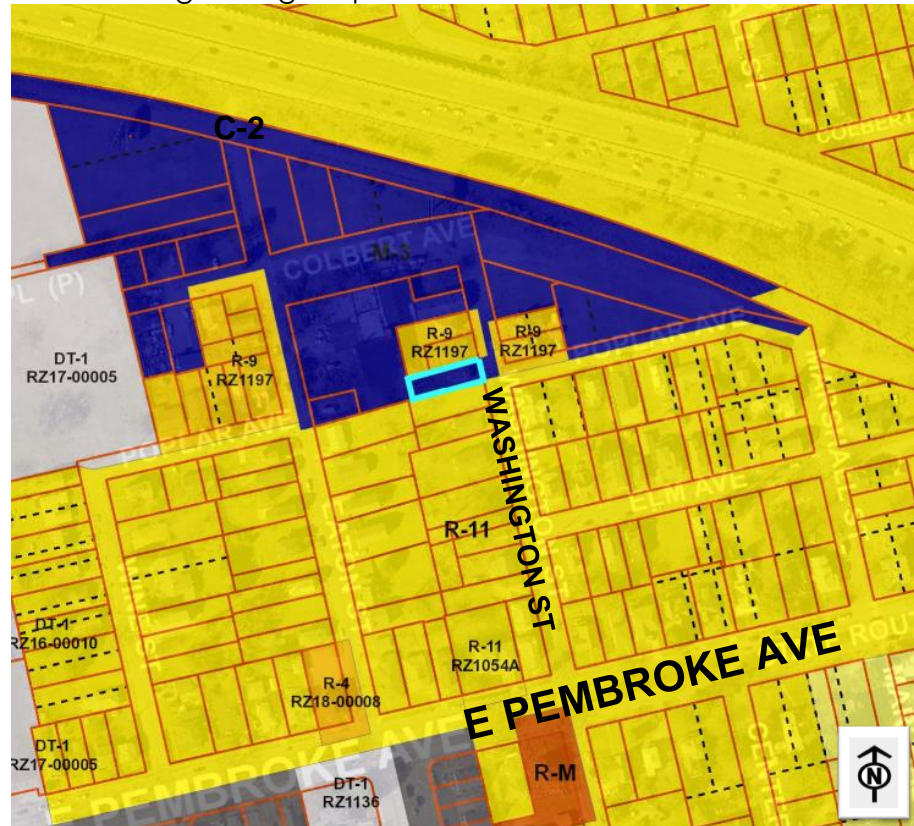 C-2
COLBERT
COLBERT AVE
M-3
PL (P)
R-9
RZ1197
R-9
RZ1197
DT-1
RZ17-00005
R-9
RZ1197
POPLAR AVE
POPLAR AVE
WASHINGTON ST
ELM AVE
R-11
DT-1
RZ16-00010
R-11
RZ1054A
R-4
RZ18-00008
E PEMBROKE AVE
ROU
DT-1
RZ17-00005
R-M
DT-1
RZ1136
PEMBROKE AVE
N